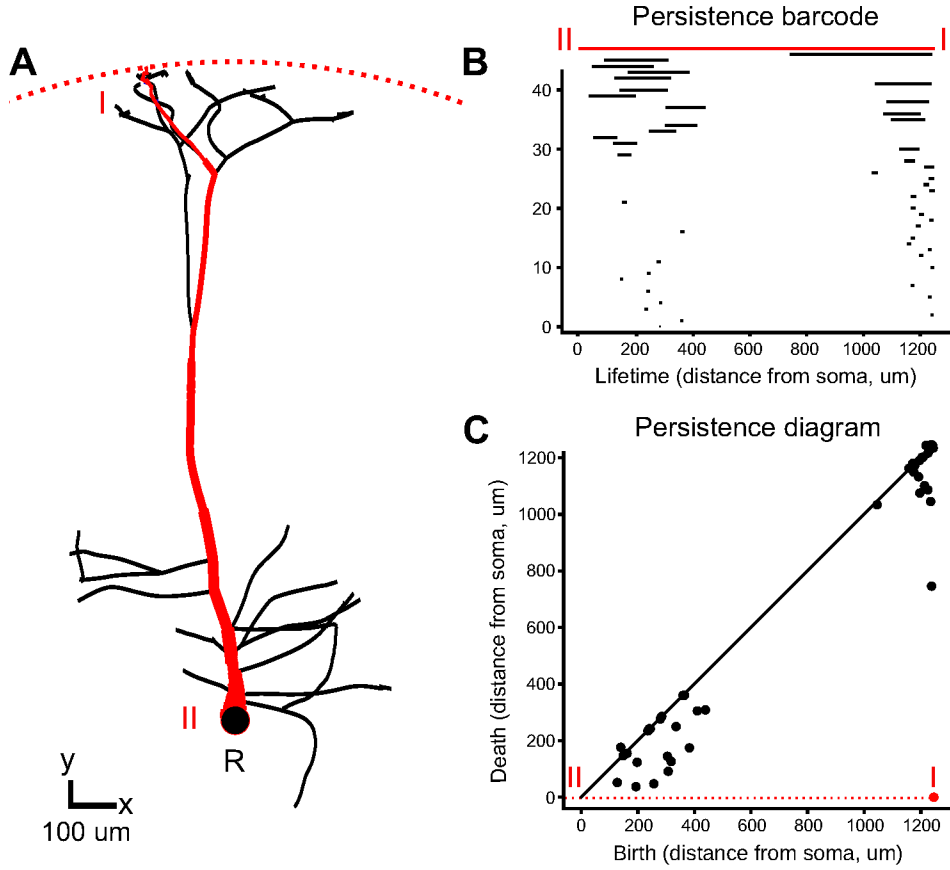 A
I
II
R
y
x
100 um
Persistence barcode
B
II
I
40
30
20
10
0
0 200 400 600 800 1000 1200
Lifetime (distance from soma, um)
C
Persistence diagram
Death (distance from soma, um)
1200
1000
800
600
400
200
0
II
I
0 200 400 600 800 1000 1200
Birth (distance from soma, um)